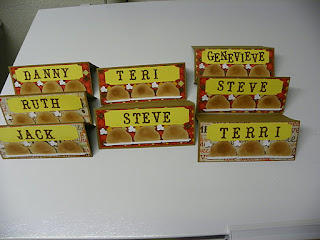 DANNY
RUTH
JACK
TERI
STEVE
GENEVIEVE
STEVE
TERRI